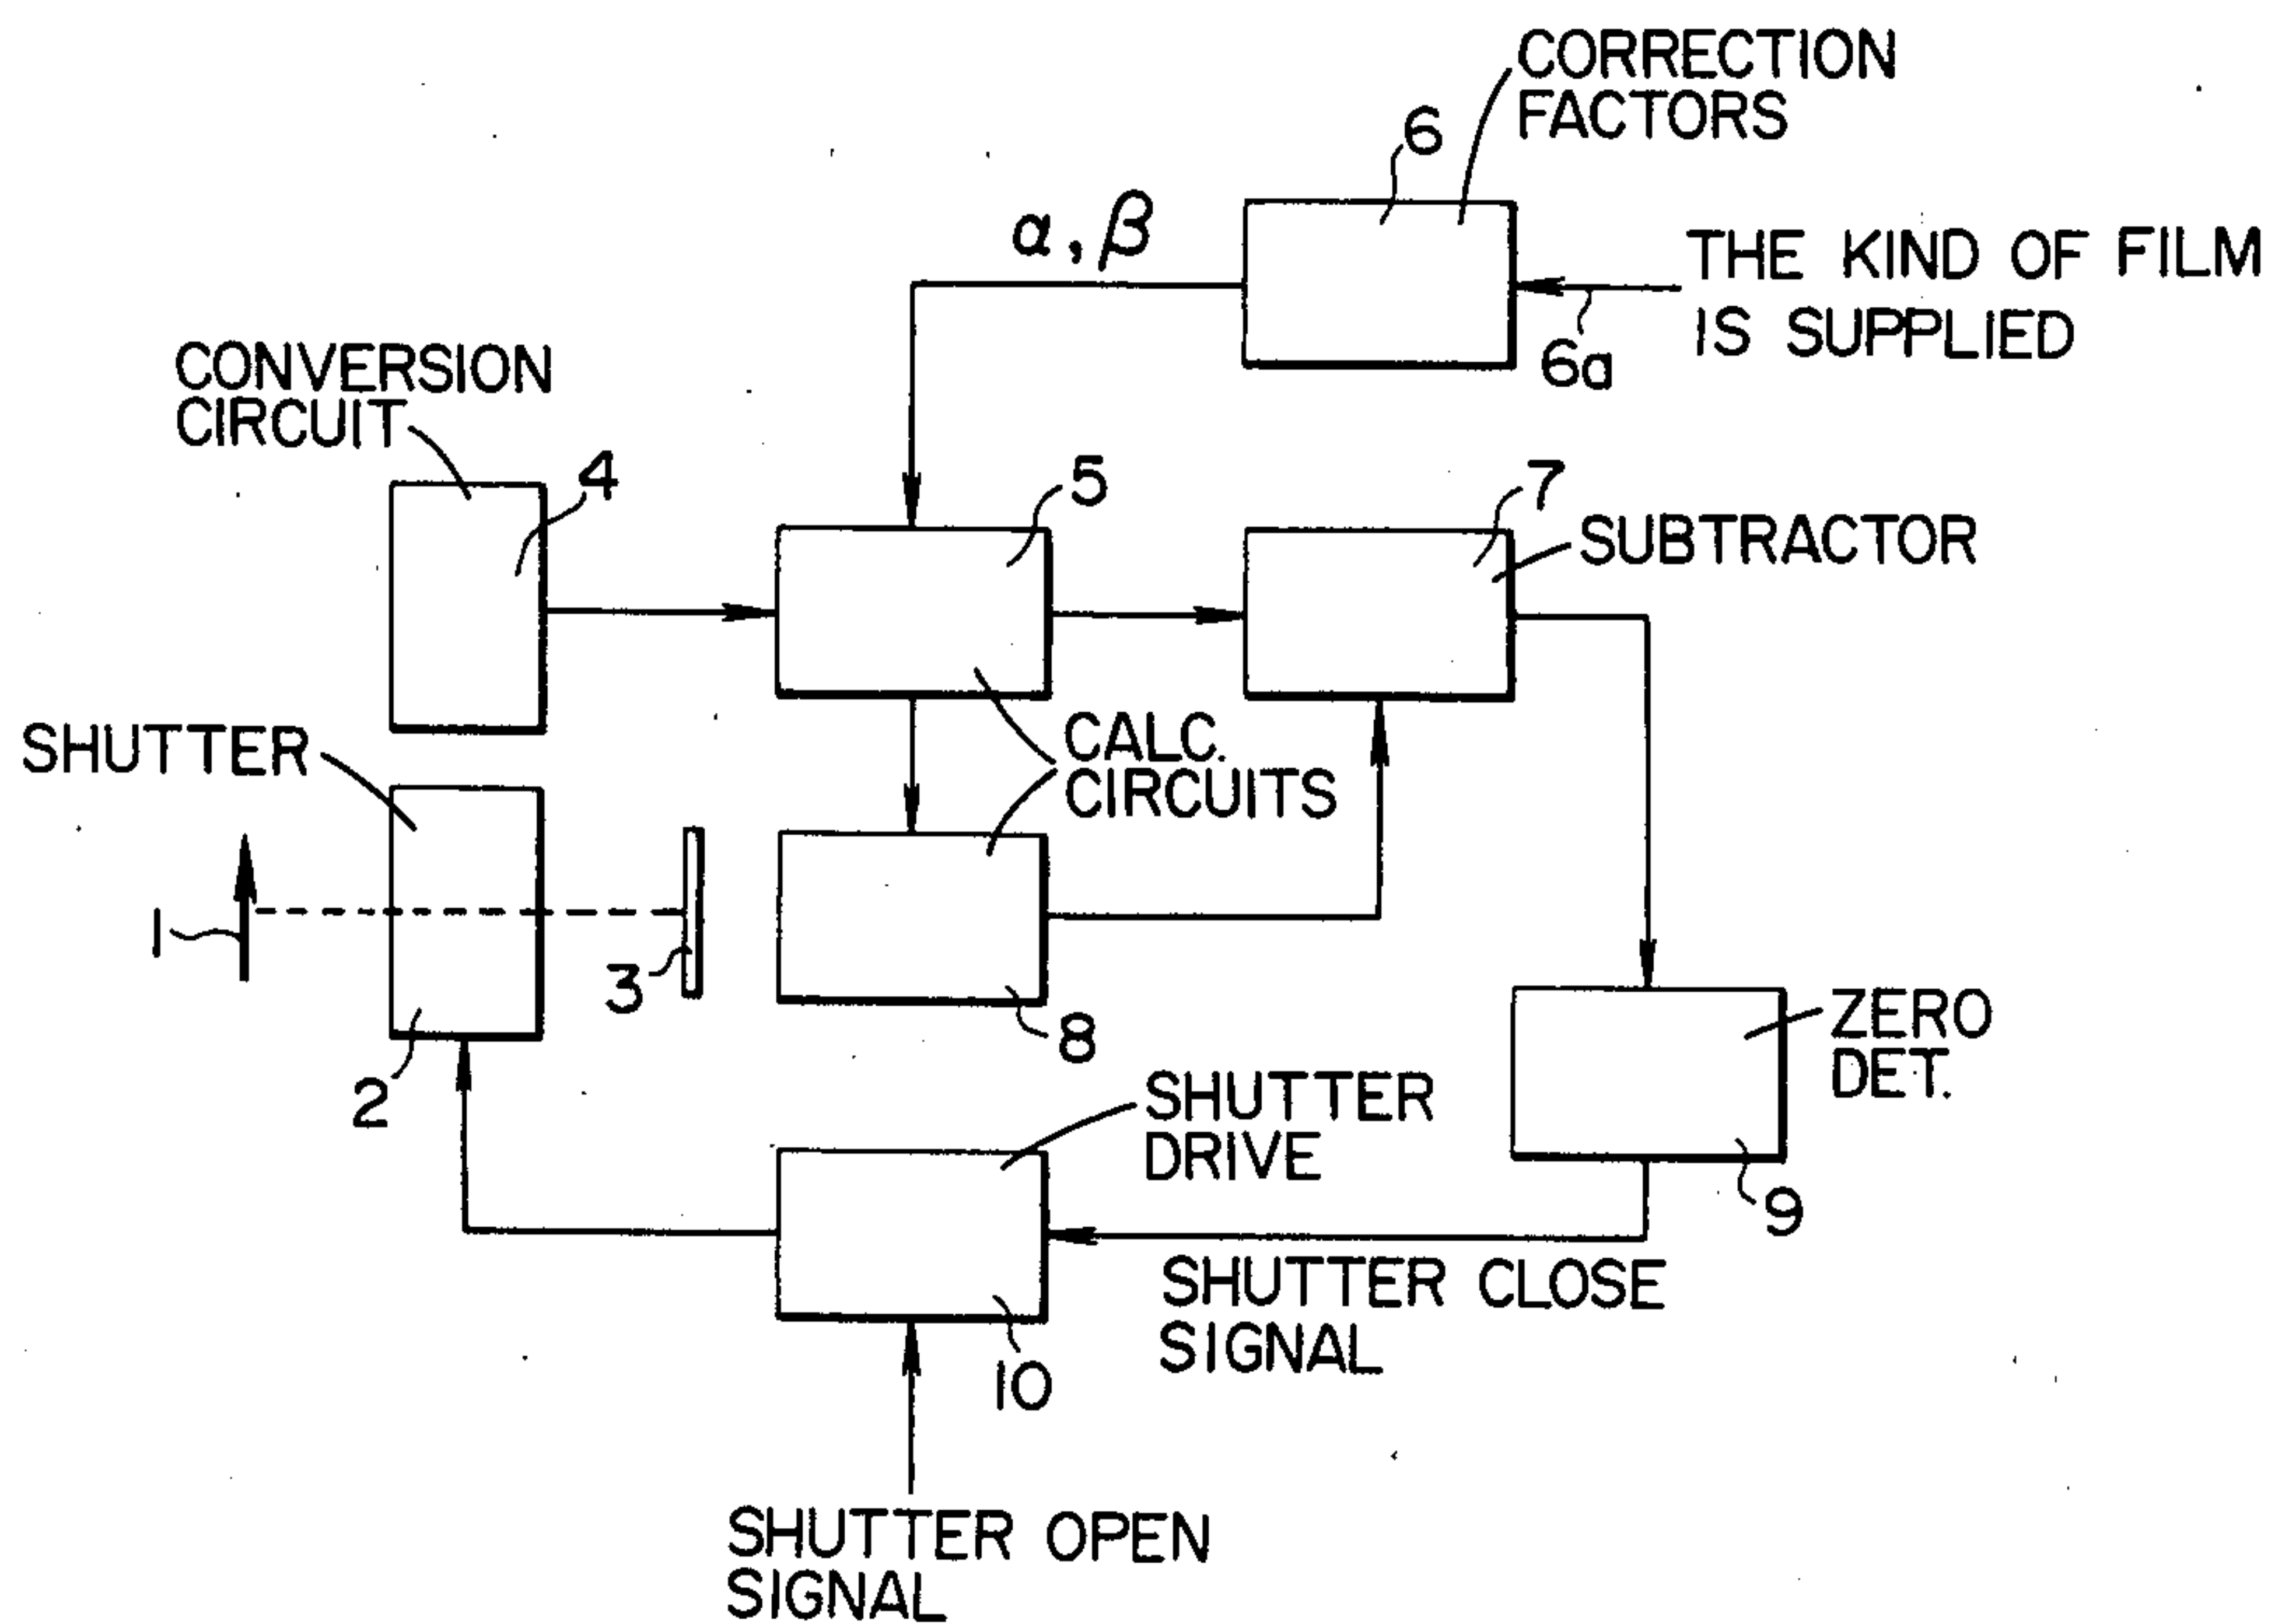 CORRECTION
FACTORS
6
α, β
THE KIND OF FILM
IS SUPPLIED
6a
CONVERSION
CIRCUIT
4
5
7
SUBTRACTOR
SHUTTER
CALC.
CIRCUITS
1
3
2
8
ZERO
DET.
SHUTTER
DRIVE
9
SHUTTER CLOSE
SIGNAL
10
SHUTTER OPEN
SIGNAL